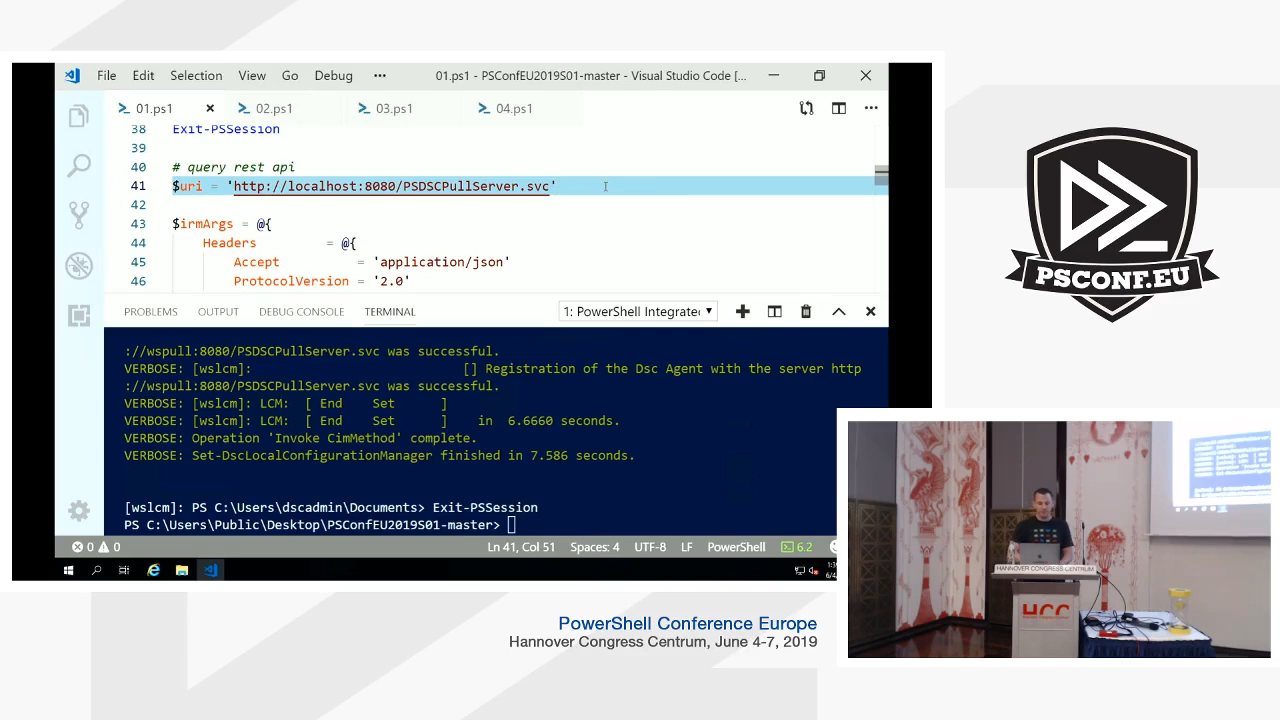 File Edit Selection View Go Debug ••• 01.ps1 - PSConfEU2019S01-master - Visual Studio Code [...
01.ps1 02.ps1 03.ps1 04.ps1
38 Exit-PSSession
39
40 # query rest api
41 $uri = 'http://localhost:8080/PSDSCPullServer.svc'
42
43 $irmArgs = @{
44 Headers = @{
45 Accept = 'application/json'
46 ProtocolVersion = '2.0'
PROBLEMS OUTPUT DEBUG CONSOLE TERMINAL 1: PowerShell Integrate
://wspull:8080/PSDSCPullServer.svc was successful.
VERBOSE: [wslcm]: [] Registration of the Dsc Agent with the server http
://wspull:8080/PSDSCPullServer.svc was successful.
VERBOSE: [wslcm]: LCM: [ End Set ]
VERBOSE: [wslcm]: LCM: [ End Set ] in 6.6660 seconds.
VERBOSE: Operation 'Invoke CimMethod' complete.
VERBOSE: Set-DscLocalConfigurationManager finished in 7.586 seconds.
[wslcm]: PS C:\Users\dscadmin\Documents> Exit-PSSession
PS C:\Users\Public\Desktop\PSConfEU2019S01-master>
0 0 Ln 41, Col 51 Spaces: 4 UTF-8 LF PowerShell 6.2
PSCONF.EU
HANNOVER CONGRESS CENTRUM
HCC
PowerShell Conference Europe
Hannover Congress Centrum, June 4-7, 2019